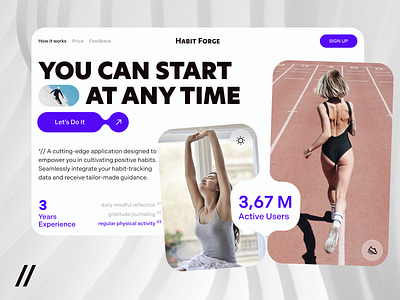 How it works Price Feedback
HABIT FORGE
SIGN UP
YOU CAN START
AT ANY TIME
Let's Do It
"// A cutting-edge application designed to
empower you in cultivating positive habits.
Seamlessly integrate your habit-tracking
data and receive tailor-made guidance.
3
Years
Experience
daily mindful reflection 01
gratitude journaling 02
regular physical activity 03
3,67 M
Active Users
//